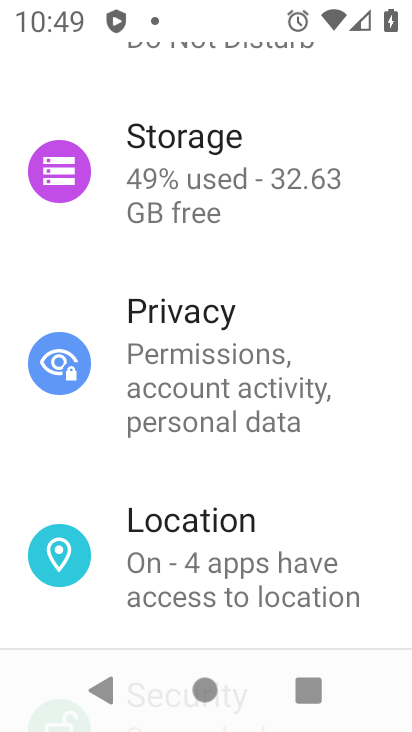 10:49
Do Not Disturb
Storage
49% used - 32.63
GB free
Privacy
Permissions,
account activity,
personal data
Location
On - 4 apps have
access to location
Security